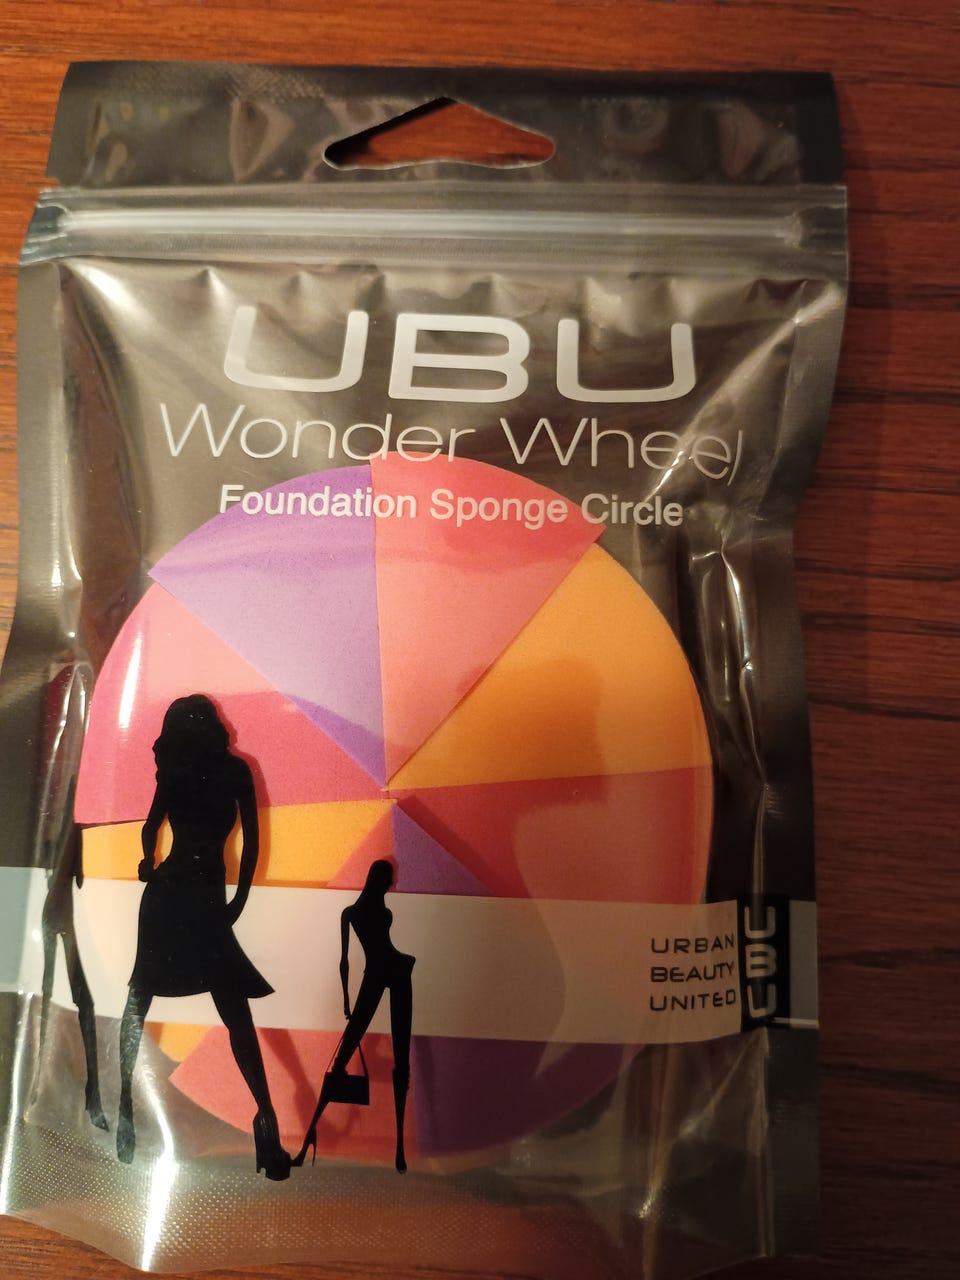 UBU
Wonder Wheel
Foundation Sponge Circle
URBAN
BEAUTY
UNITED
UBU